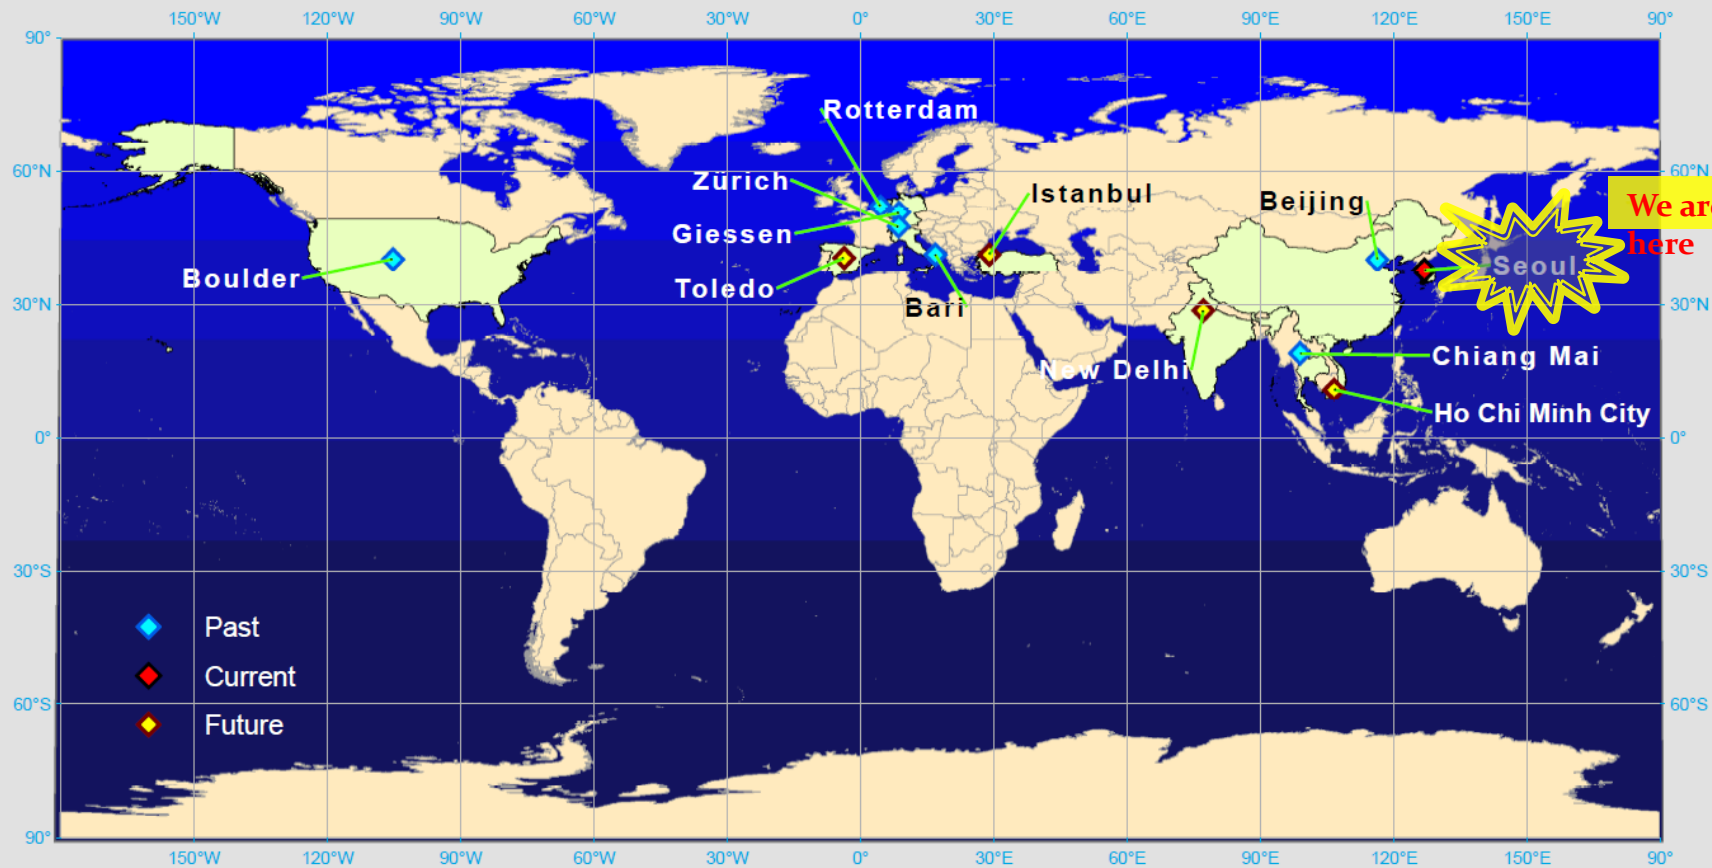 150°W 120°W 90°W 60°W 30°W 0° 30°E 60°E 90°E 120°E 150°E 90°
90°
60°N 60°N
30°N 30°N
0° 0°
30°S 30°S
60°S 60°S
90°
Rotterdam
Zürich
Istanbul
Beijing
We are
here
Giessen
Seoul
Boulder
Toledo
Bari
Chiang Mai
New Delhi
Ho Chi Minh City
Past
Current
Future
150°W 120°W 90°W 60°W 30°W 0° 30°E 60°E 90°E 120°E 150°E 90°